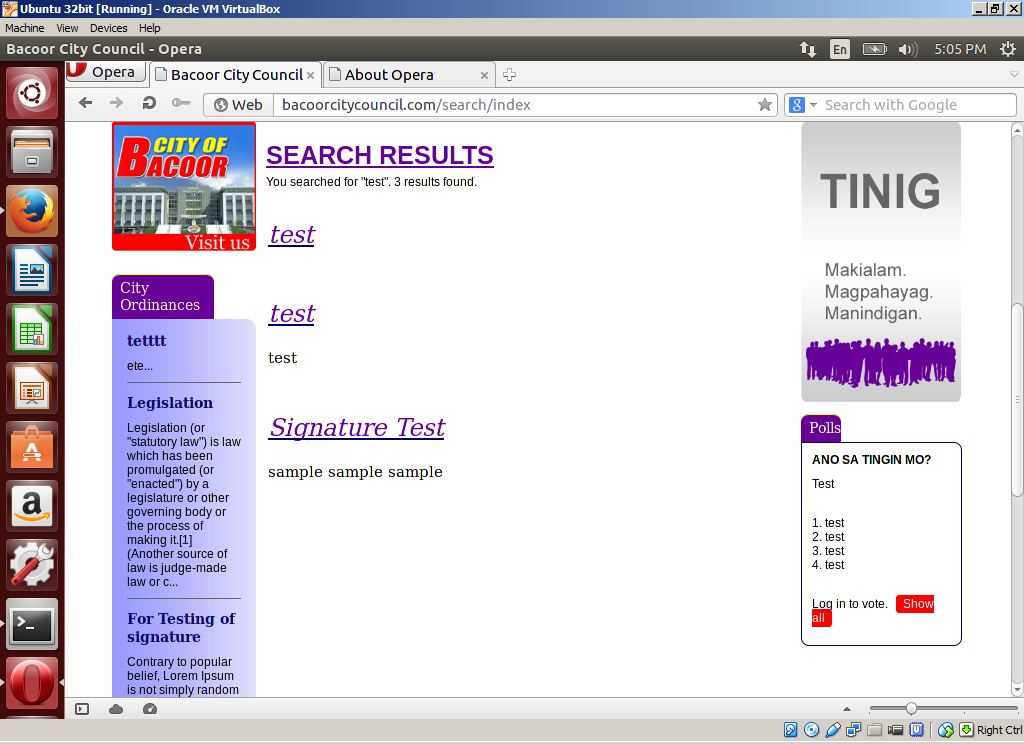 Ubuntu 32bit [Running] - Oracle VM VirtualBox
Machine View Devices Help
Bacoor City Council - Opera
En
5:05 PM
Opera
Bacoor City Council
About Opera
Web
bacoorcitycouncil.com/search/index
Search with Google
CITY OF
BACOOR
Visit us
City
Ordinances
tetttt
ete...
Legislation
Legislation (or
"statutory law") is law
which has been
promulgated (or
"enacted") by a
legislature or other
governing body or
the process of
making it.[1]
(Another source of
law is judge-made
law or c...
For Testing of
signature
Contrary to popular
belief, Lorem Ipsum
is not simply random
SEARCH RESULTS
You searched for "test". 3 results found.
test
test
test
Signature Test
sample sample sample
TINIG
Makialam.
Magpahayag.
Manindigan.
Polls
ANO SA TINGIN MO?
Test
1. test
2. test
3. test
4. test
Log in to vote. Show
all
Right Ctrl